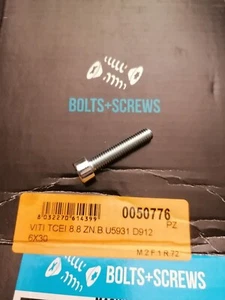 BOLTS+SCREWS
8032270614399
0050776
VITI TCEI 8.8 ZN.B U5931 D912
PZ
6X30
M 2 F 1 R 72
BOLTS+SCREWS